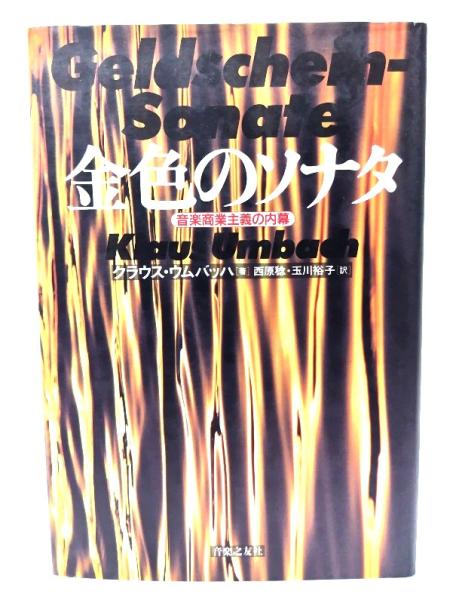 Geldschein-
Sonate
金色のソナタ
音楽商業主義の内幕
Klaus Umbach
クラウス・ウムバッハ[著]西原稔・玉川裕子[訳]
音楽之友社